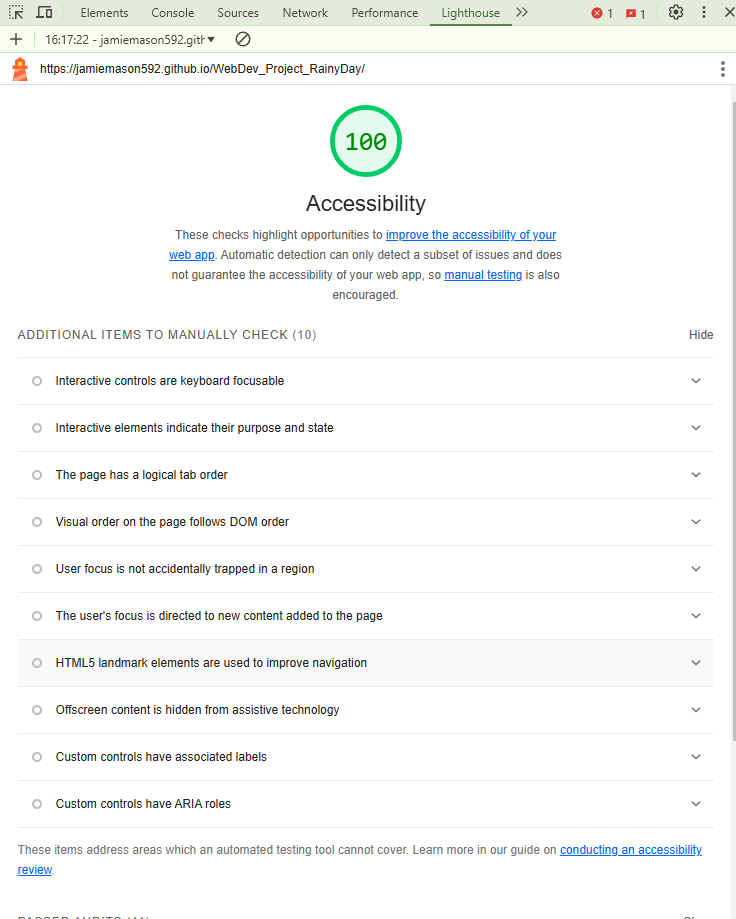 Elements Console Sources Network Performance Lighthouse 1 1
16:17:22 - jamiemason592.gith
https://jamiemason592.github.io/WebDev_Project_RainyDay/
100
Accessibility
These checks highlight opportunities to improve the accessibility of your
web app. Automatic detection can only detect a subset of issues and does
not guarantee the accessibility of your web app, so manual testing is also
encouraged.
ADDITIONAL ITEMS TO MANUALLY CHECK (10) Hide
Interactive controls are keyboard focusable
Interactive elements indicate their purpose and state
The page has a logical tab order
Visual order on the page follows DOM order
User focus is not accidentally trapped in a region
The user's focus is directed to new content added to the page
HTML5 landmark elements are used to improve navigation
Offscreen content is hidden from assistive technology
Custom controls have associated labels
Custom controls have ARIA roles
These items address areas which an automated testing tool cannot cover. Learn more in our guide on conducting an accessibility
review.
PASSED AUDITS